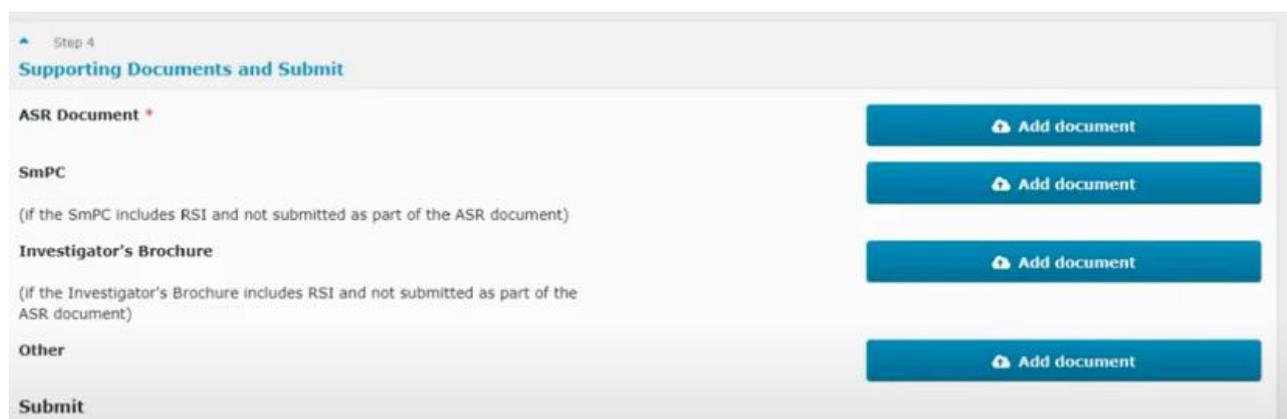 Step 4
Supporting Documents and Submit
ASR Document *
Add document
SmPC
Add document
(if the SmPC includes RSI and not submitted as part of the ASR document)
Investigator's Brochure
Add document
(if the Investigator's Brochure includes RSI and not submitted as part of the
ASR document)
Other
Add document
Submit